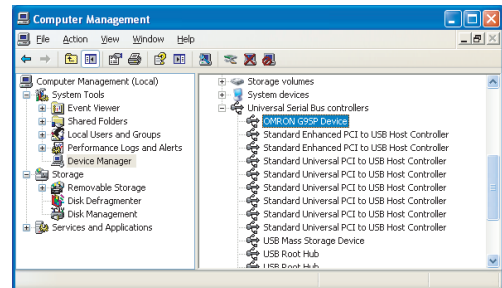 Computer Management
File Action View Window Help
Computer Management (Local)
System Tools
Event Viewer
Shared Folders
Local Users and Groups
Performance Logs and Alerts
Device Manager
Storage
Removable Storage
Disk Defragmenter
Disk Management
Services and Applications
Storage volumes
System devices
Universal Serial Bus controllers
OMRON G9SP Device
Standard Enhanced PCI to USB Host Controller
Standard Enhanced PCI to USB Host Controller
Standard Universal PCI to USB Host Controller
Standard Universal PCI to USB Host Controller
Standard Universal PCI to USB Host Controller
Standard Universal PCI to USB Host Controller
Standard Universal PCI to USB Host Controller
Standard Universal PCI to USB Host Controller
USB Mass Storage Device
USB Root Hub
USB Root Hub